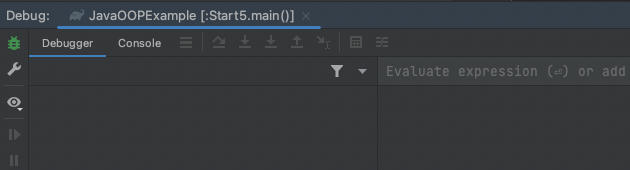 Debug: JavaOOPExample [:Start5.main()]
Debugger Console
Evaluate expression (⏎) or add